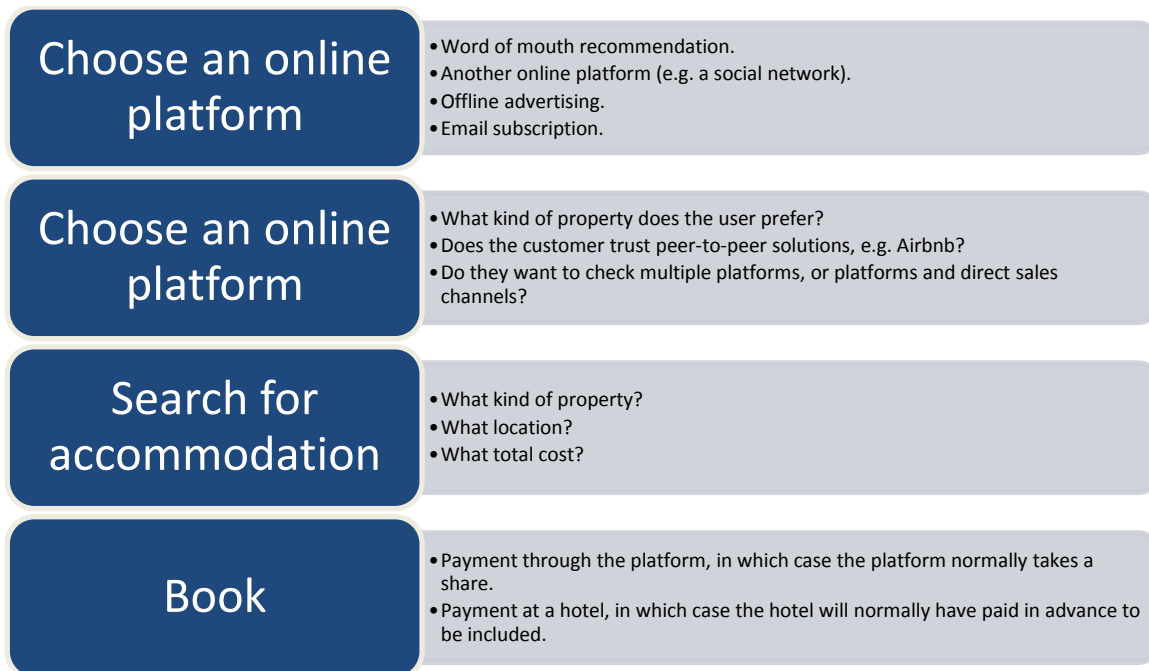 Choose an online
platform
•Word of mouth recommendation.
•Another online platform (e.g. a social network).
•Offline advertising.
•Email subscription.
Choose an online
platform
•What kind of property does the user prefer?
•Does the customer trust peer-to-peer solutions, e.g. Airbnb?
•Do they want to check multiple platforms, or platforms and direct sales
channels?
Search for
accommodation
•What kind of property?
•What location?
•What total cost?
Book
•Payment through the platform, in which case the platform normally takes a
share.
•Payment at a hotel, in which case the hotel will normally have paid in advance to
be included.